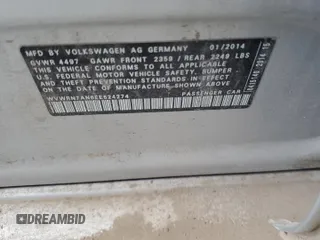 MFD BY VOLKSWAGEN AG GERMANY 01/2014
GVWR 4497 GAWR FRONT 2359 / REAR 2249 LBS
THIS VEHICLE CONFORMS TO ALL APPLICABLE
U.S. FEDERAL MOTOR VEHICLE SAFETY, BUMPER -
AND THEFT PREVENTION STANDARDS IN-EFFECT
ON THE DATE OF MANUFACTURE SHOWN ABOVE
PASSENGER CAR
DREAMBID